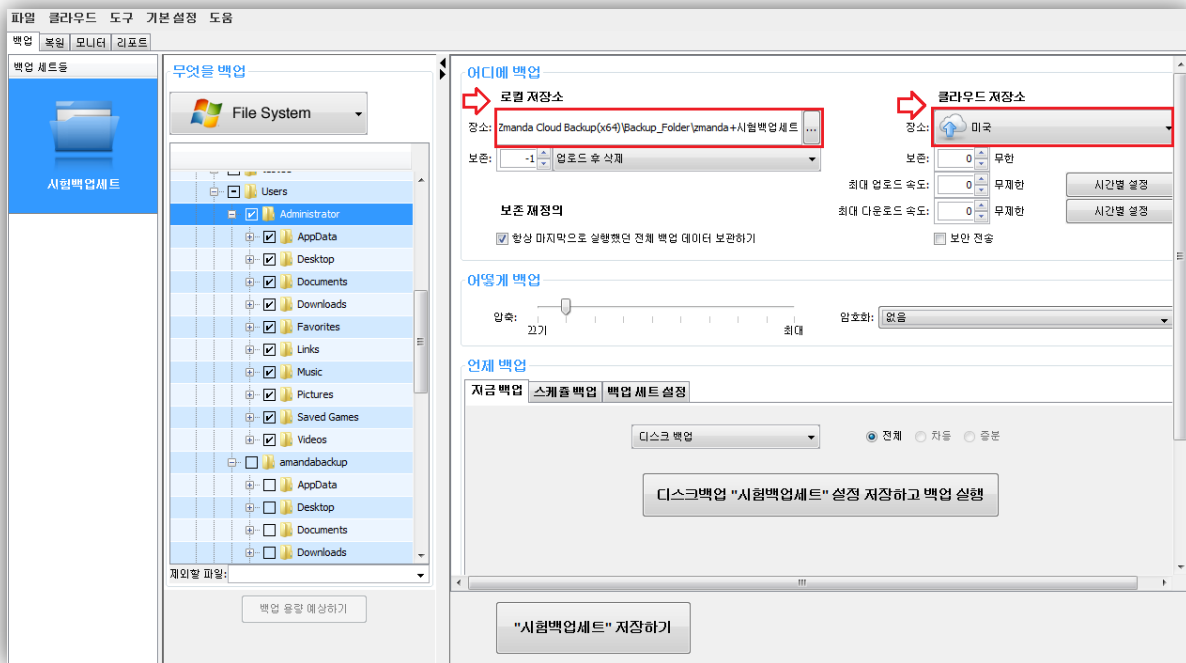 파일 클라우드 도구 기본 설정 도움
백업 복원 모니터 리포트
백업 세트들
시험백업세트
무엇을 백업
File System
Users
Administrator
AppData
Desktop
Documents
Downloads
Favorites
Links
Music
Pictures
Saved Games
Videos
amandabackup
AppData
Desktop
Documents
Downloads
제외할 파일:
백업 용량 예상하기
어디에 백업
로컬 저장소
장소: Zmanda Cloud Backup(x64)\Backup_Folder\zmanda+시험백업세트 ...
보존: -1 업로드 후 삭제
보존 재정의
항상 마지막으로 실행했던 전체 백업 데이터 보관하기
클라우드 저장소
장소: 미국
보존: 0 무한
최대 업로드 속도: 0 무제한 시간별 설정
최대 다운로드 속도: 0 무제한 시간별 설정
보안 전송
어떻게 백업
압축: 끄기 최대
암호화: 없음
언제 백업
지금 백업 스케쥴 백업 백업 세트 설정
디스크 백업 전체 차등 증분
디스크백업 "시험백업세트" 설정 저장하고 백업 실행
"시험백업세트" 저장하기